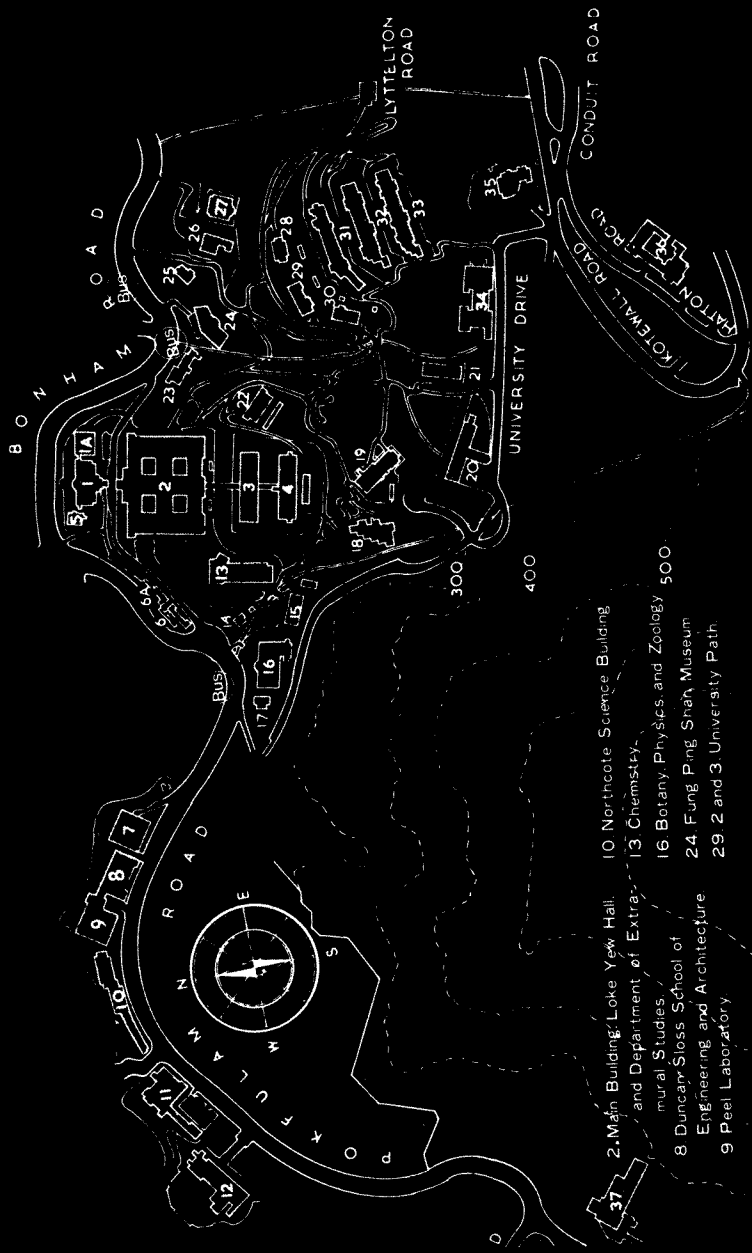 BONHAM ROAD
Bus
Bus
LYTTELTON
ROAD
CONDUIT ROAD
KOTEWALL ROAD
HATTON ROAD
UNIVERSITY DRIVE
Bus
POKFULAM ROAD
N
E
S
W
300
400
500
1
1A
2
3
4
5
6
6A
7
8
9
10
11
12
13
15
16
17
18
19
20
21
22
23
24
25
26
27
28
29
30
31
32
33
34
35
37
D
2. Main Building, Loke Yew Hall.
and Department of Extra-
mural Studies.
8 Duncan Sloss School of
Engineering and Architecture
9 Peel Laboratory
10. Northcote Science Building
13. Chemistry
16. Botany, Physics and Zoology
24. Fung Ping Shan Museum
29. 2 and 3 University Path.